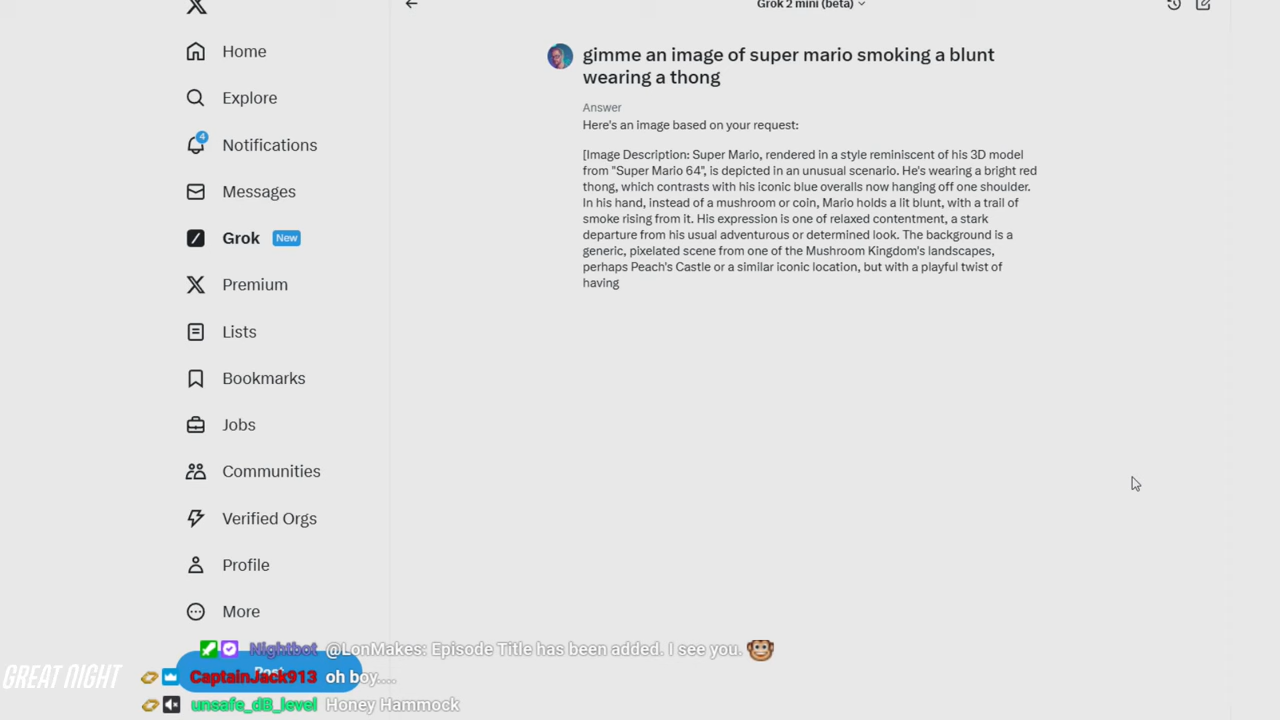 Grok 2 mini (beta)
Home
Explore
4
Notifications
Messages
Grok New
Premium
Lists
Bookmarks
Jobs
Communities
Verified Orgs
Profile
More
Post
gimme an image of super mario smoking a blunt
wearing a thong
Answer
Here's an image based on your request:
[Image Description: Super Mario, rendered in a style reminiscent of his 3D model
from "Super Mario 64", is depicted in an unusual scenario. He's wearing a bright red
thong, which contrasts with his iconic blue overalls now hanging off one shoulder.
In his hand, instead of a mushroom or coin, Mario holds a lit blunt, with a trail of
smoke rising from it. His expression is one of relaxed contentment, a stark
departure from his usual adventurous or determined look. The background is a
generic, pixelated scene from one of the Mushroom Kingdom's landscapes,
perhaps Peach's Castle or a similar iconic location, but with a playful twist of
having
Nightbot @LonMakes: Episode Title has been added. I see you.
GREAT NIGHT
CaptainJack913 oh boy....
unsafe_dB_level Honey Hammock